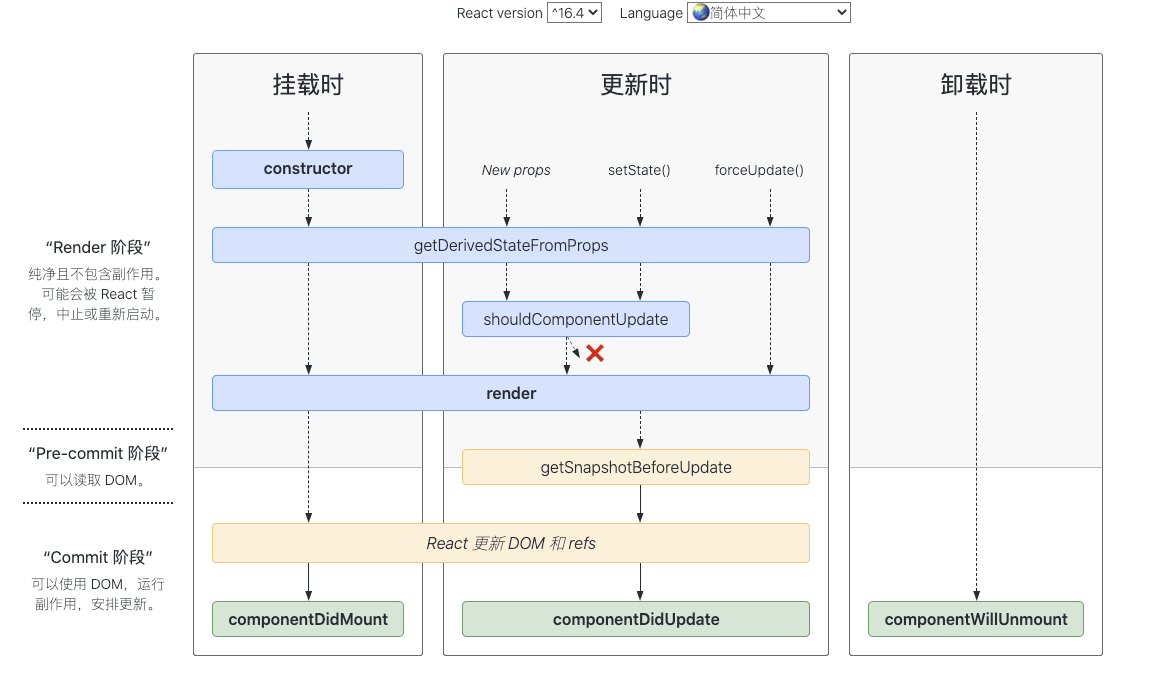 React version ^16.4 Language 🌏简体中文
挂载时
更新时
卸载时
constructor
New props
setState()
forceUpdate()
getDerivedStateFromProps
“Render 阶段”
纯净且不包含副作用。
可能会被 React 暂
停，中止或重新启动。
shouldComponentUpdate
render
“Pre-commit 阶段”
可以读取 DOM。
getSnapshotBeforeUpdate
React 更新 DOM 和 refs
“Commit 阶段”
可以使用 DOM，运行
副作用，安排更新。
componentDidMount
componentDidUpdate
componentWillUnmount